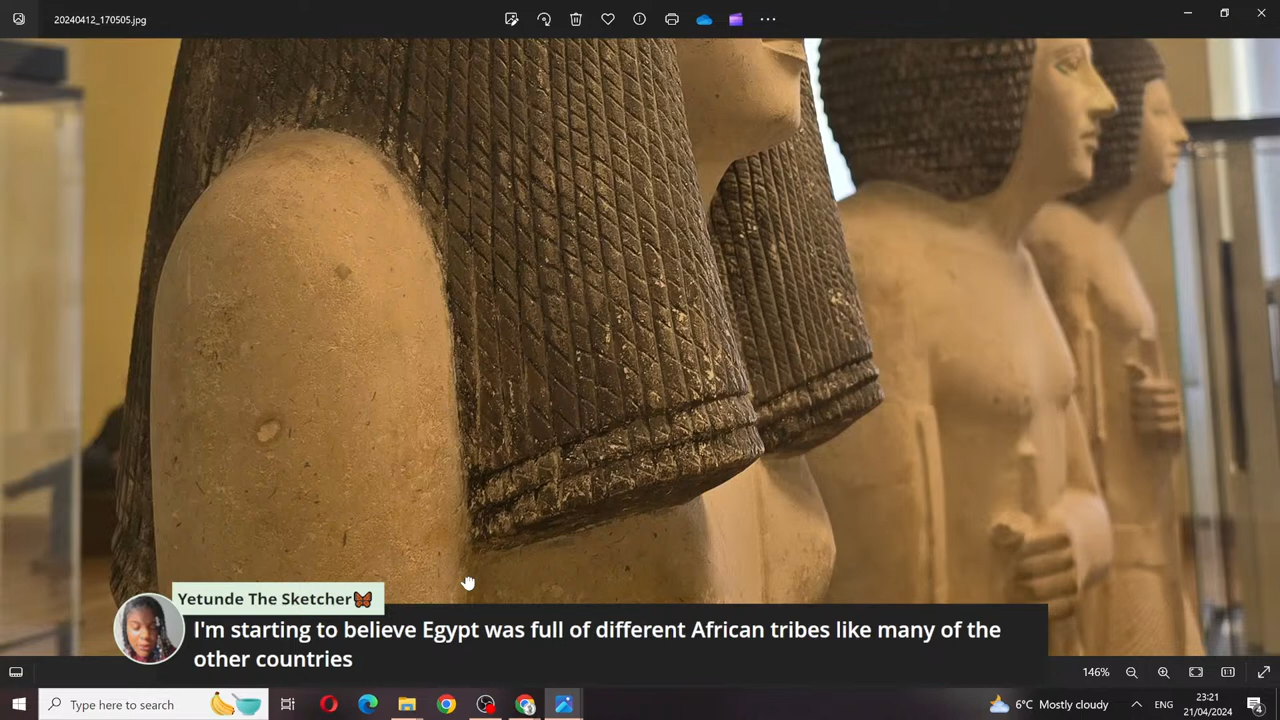 20240412_170505.jpg
Yetunde The Sketcher
I'm starting to believe Egypt was full of different African tribes like many of the
other countries
146%
Type here to search
6°C Mostly cloudy
ENG
23:21
21/04/2024
4